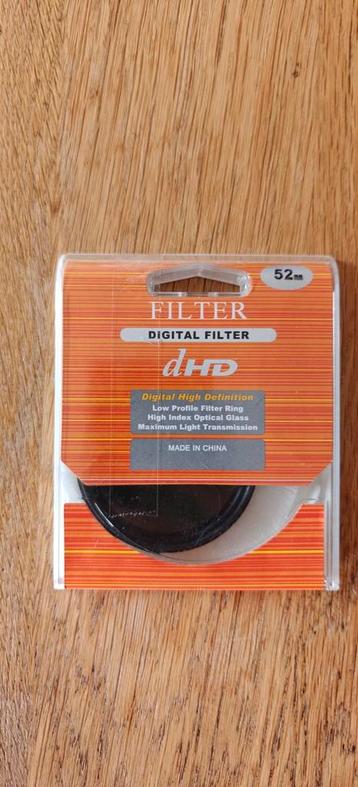 52mm
FILTER
DIGITAL FILTER
dHD
Digital High Definition
Low Profile Filter Ring
High Index Optical Glass
Maximum Light Transmission
MADE IN CHINA